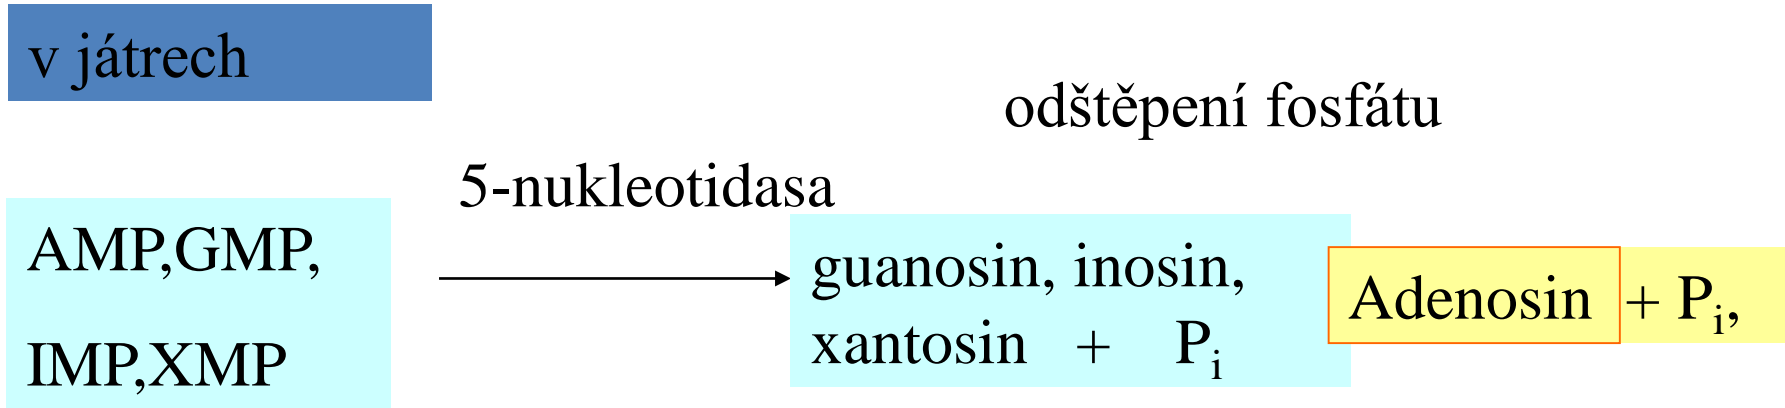 v játrech
odštěpení fosfátu
5-nukleotidasa
AMP,GMP,
IMP,XMP
guanosin, inosin,
xantosin + Pi
Adenosin + Pi,